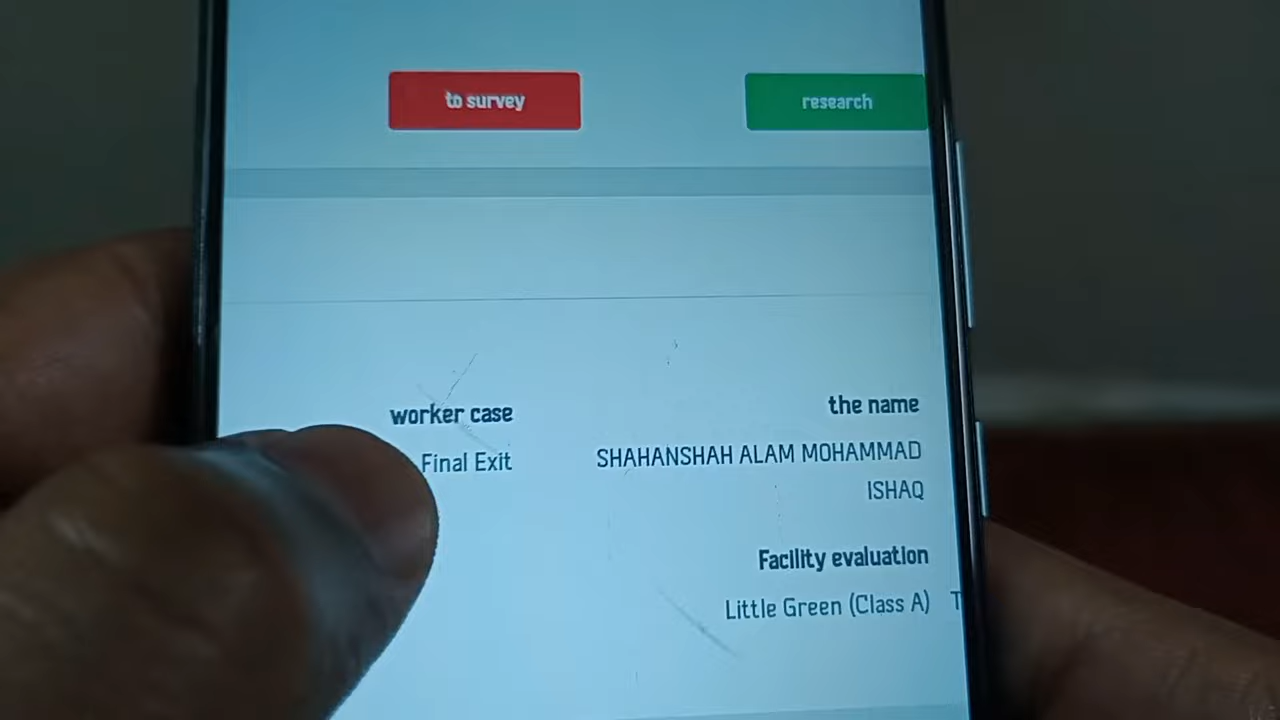 to survey
research
worker case
the name
Final Exit
SHAHANSHAH ALAM MOHAMMAD
ISHAQ
Facility evaluation
Little Green (Class A)